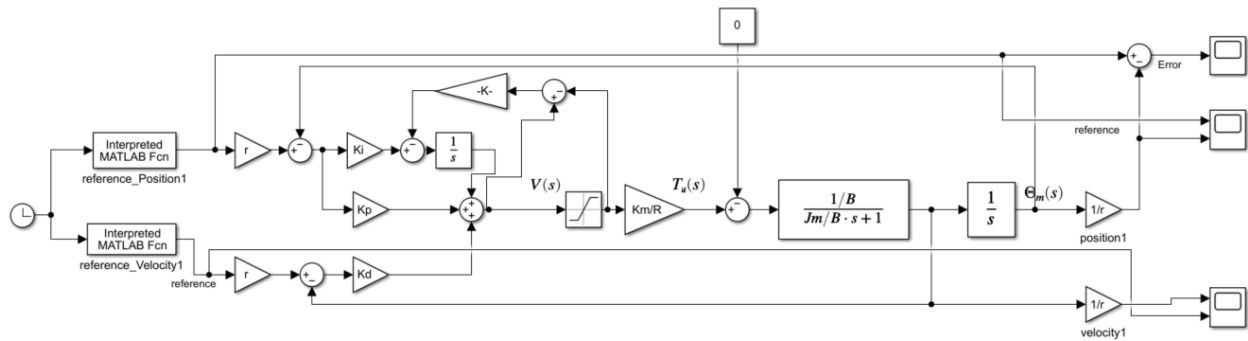 0
Error
-K-
reference
Interpreted
MATLAB Fcn
reference_Position1
r
+
−
Ki
+
−
1
s
+
−
V(s)
Km/R
T_u(s)
+
−
1/B
Jm/B · s + 1
1
s
Θ_m(s)
1/r
position1
Kp
+
+
+
Interpreted
MATLAB Fcn
reference_Velocity1
reference
r
+
−
Kd
1/r
velocity1
+
−